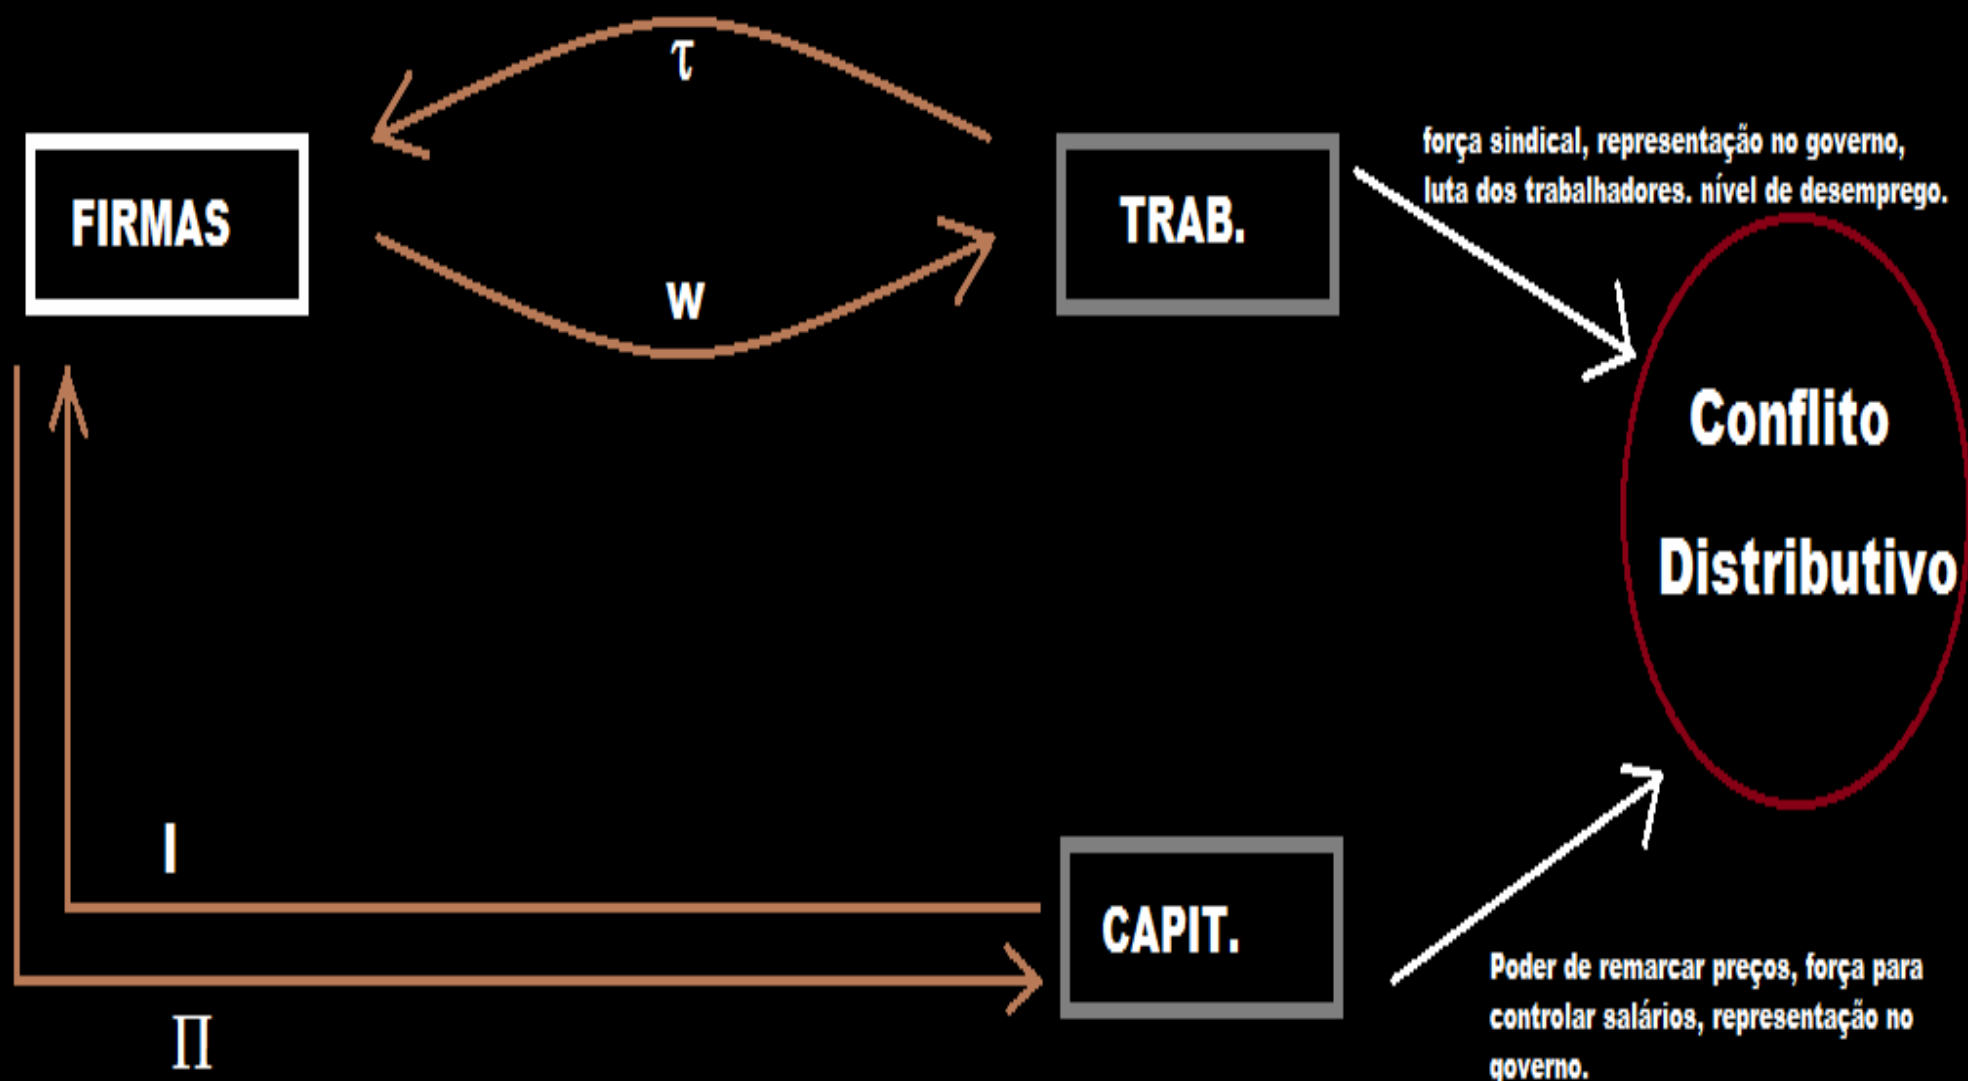 τ
FIRMAS
TRAB.
w
força sindical, representação no governo,
luta dos trabalhadores. nível de desemprego.
Conflito
Distributivo
I
CAPIT.
Π
Poder de remarcar preços, força para
controlar salários, representação no
governo.